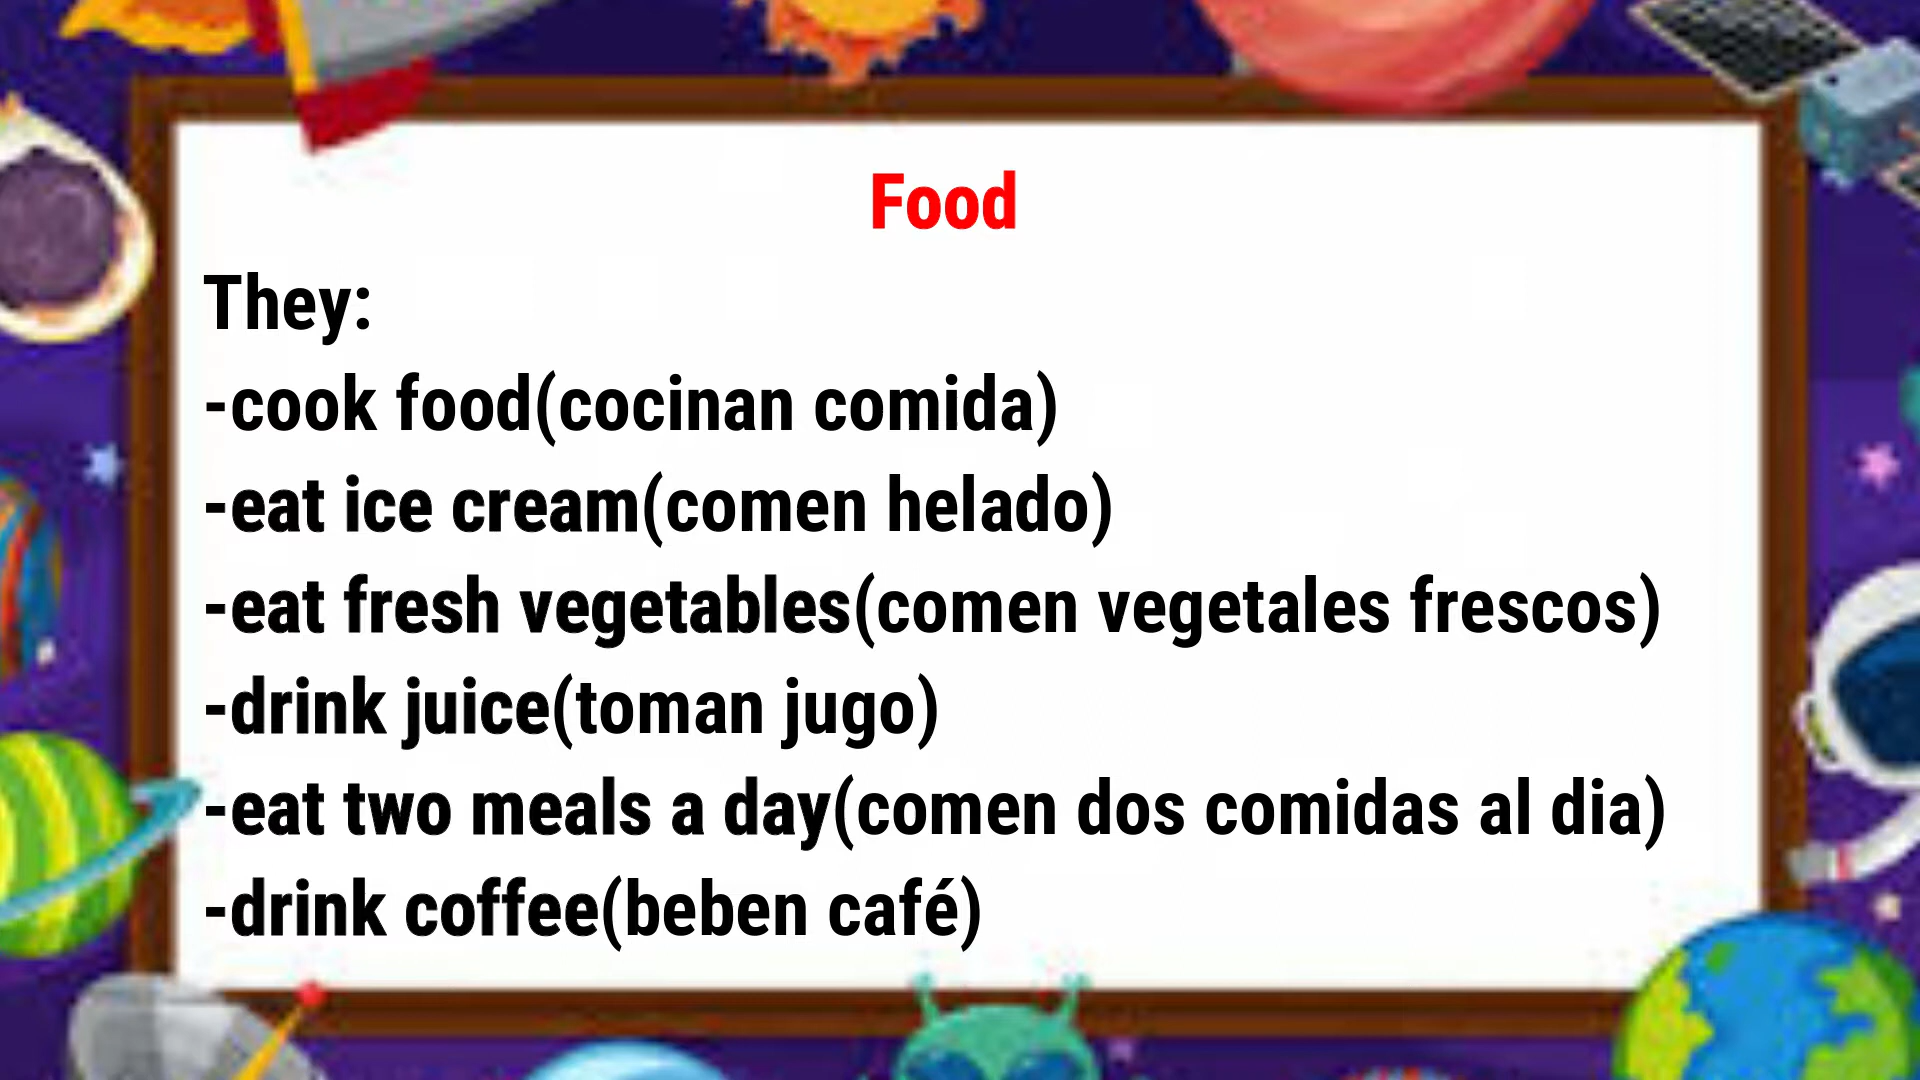 Food
They:
-cook food(cocinan comida)
-eat ice cream(comen helado)
-eat fresh vegetables(comen vegetales frescos)
-drink juice(toman jugo)
-eat two meals a day(comen dos comidas al dia)
-drink coffee(beben café)